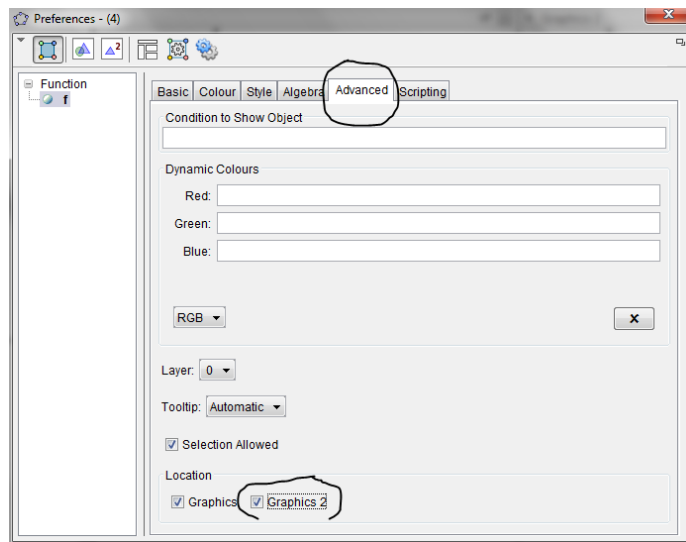 Preferences - (4)
Function
f
Basic Colour Style Algebra Advanced Scripting
Condition to Show Object
Dynamic Colours
Red:
Green:
Blue:
RGB
x
Layer: 0
Tooltip: Automatic
Selection Allowed
Location
Graphics Graphics 2